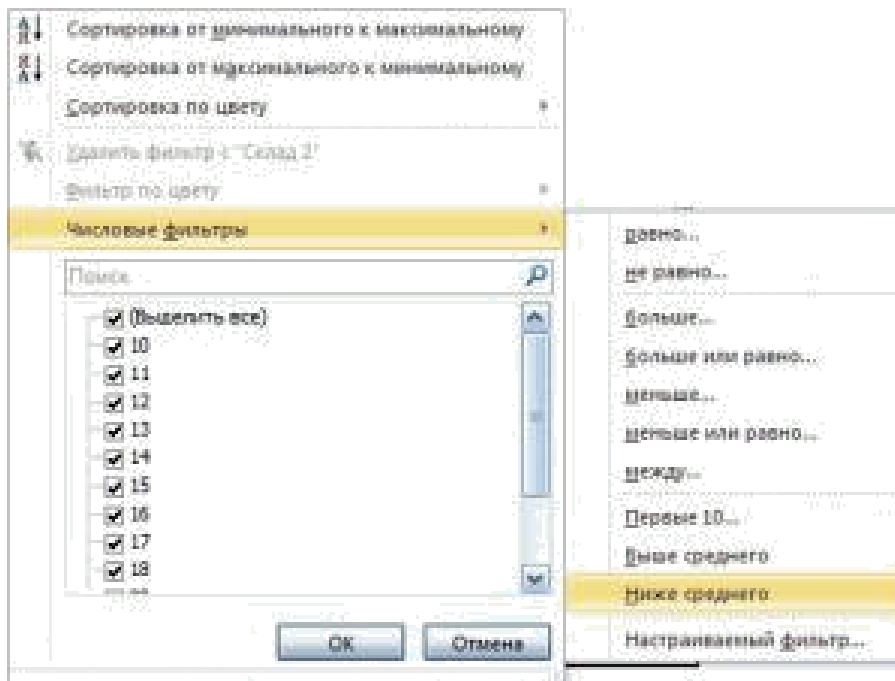 Сортировка от минимального к максимальному
Сортировка от максимального к минимальному
Сортировка по цвету
Удалить фильтр с "Склад 2"
Фильтр по цвету
Числовые фильтры
Поиск
(Выделить все)
10
11
12
13
14
15
16
17
18
ОК
Отмена
равно...
не равно...
больше...
больше или равно...
меньше...
меньше или равно...
между...
Первые 10...
Выше среднего
Ниже среднего
Настраиваемый фильтр...